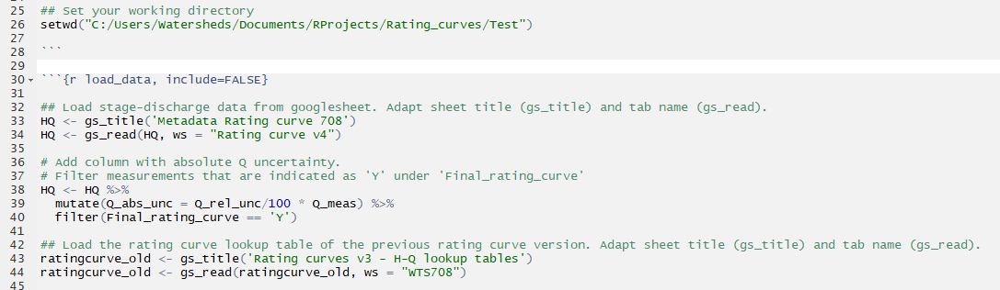 25 ## Set your working directory
26 setwd("C:/Users/Watersheds/Documents/RProjects/Rating_curves/Test")
27
28 ```
29
30 ```{r load_data, include=FALSE}
31
32 ## Load stage-discharge data from googlesheet. Adapt sheet title (gs_title) and tab name (gs_read).
33 HQ <- gs_title('Metadata Rating curve 708')
34 HQ <- gs_read(HQ, ws = "Rating curve v4")
35
36 # Add column with absolute Q uncertainty.
37 # Filter measurements that are indicated as 'Y' under 'Final_rating_curve'
38 HQ <- HQ %>%
39   mutate(Q_abs_unc = Q_rel_unc/100 * Q_meas) %>%
40   filter(Final_rating_curve == 'Y')
41
42 ## Load the rating curve lookup table of the previous rating curve version. Adapt sheet title (gs_title) and tab name (gs_read).
43 ratingcurve_old <- gs_title('Rating curves v3 - H-Q lookup tables')
44 ratingcurve_old <- gs_read(ratingcurve_old, ws = "WTS708")
45